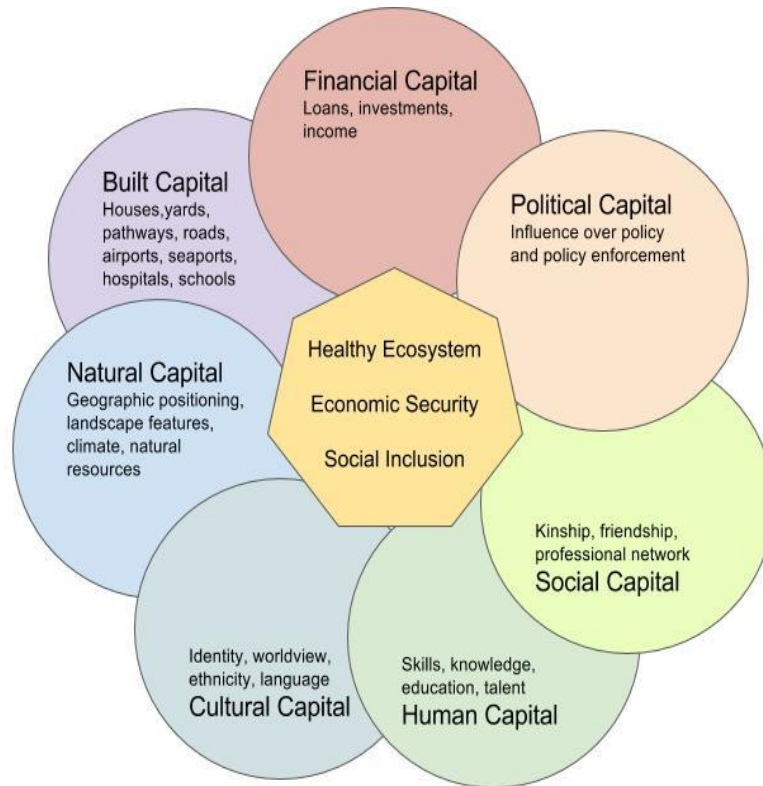 Financial Capital
Loans, investments,
income
Political Capital
Influence over policy
and policy enforcement
Built Capital
Houses,yards,
pathways, roads,
airports, seaports,
hospitals, schools
Healthy Ecosystem
Economic Security
Social Inclusion
Natural Capital
Geographic positioning,
landscape features,
climate, natural
resources
Kinship, friendship,
professional network
Social Capital
Identity, worldview,
ethnicity, language
Cultural Capital
Skills, knowledge,
education, talent
Human Capital